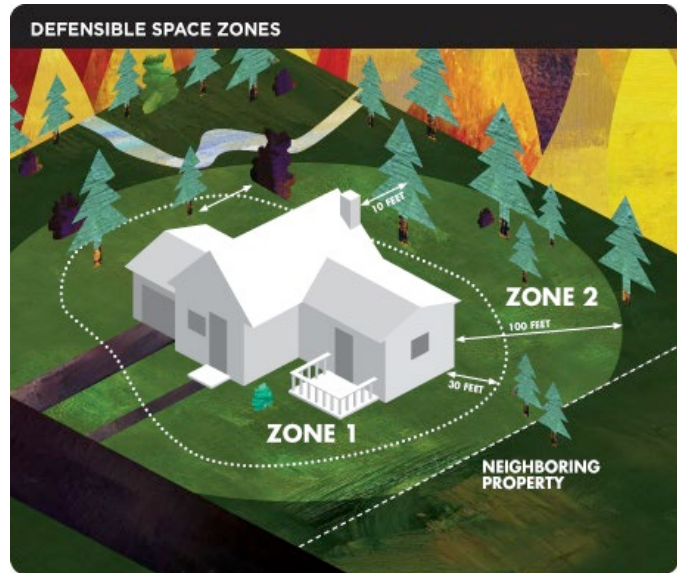 DEFENSIBLE SPACE ZONES
10 FEET
ZONE 2
100 FEET
30 FEET
ZONE 1
NEIGHBORING
PROPERTY